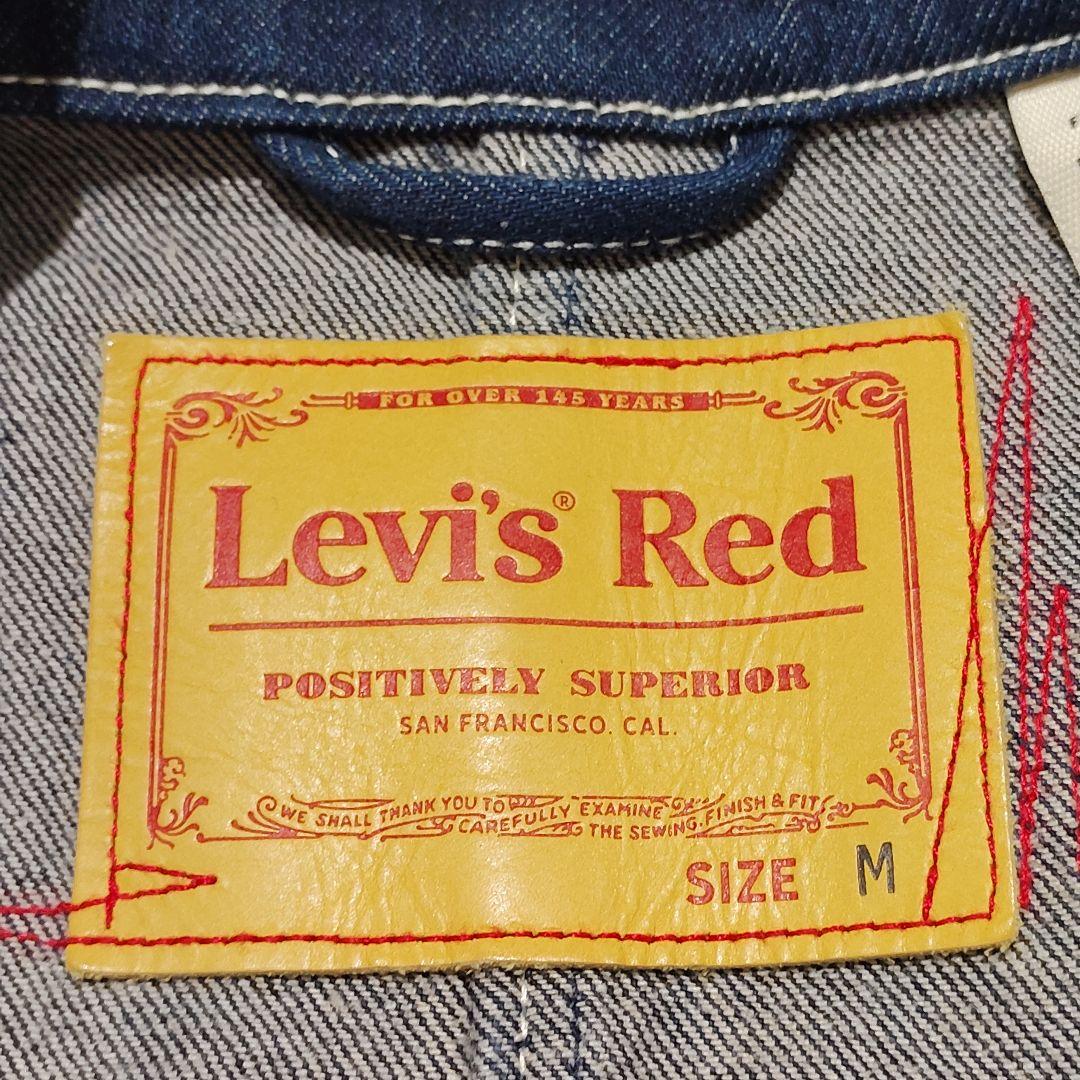 FOR OVER 145 YEARS
Levi's® Red
POSITIVELY SUPERIOR
SAN FRANCISCO. CAL.
WE SHALL THANK YOU TO CAREFULLY EXAMINE THE SEWING, FINISH & FIT
SIZE M